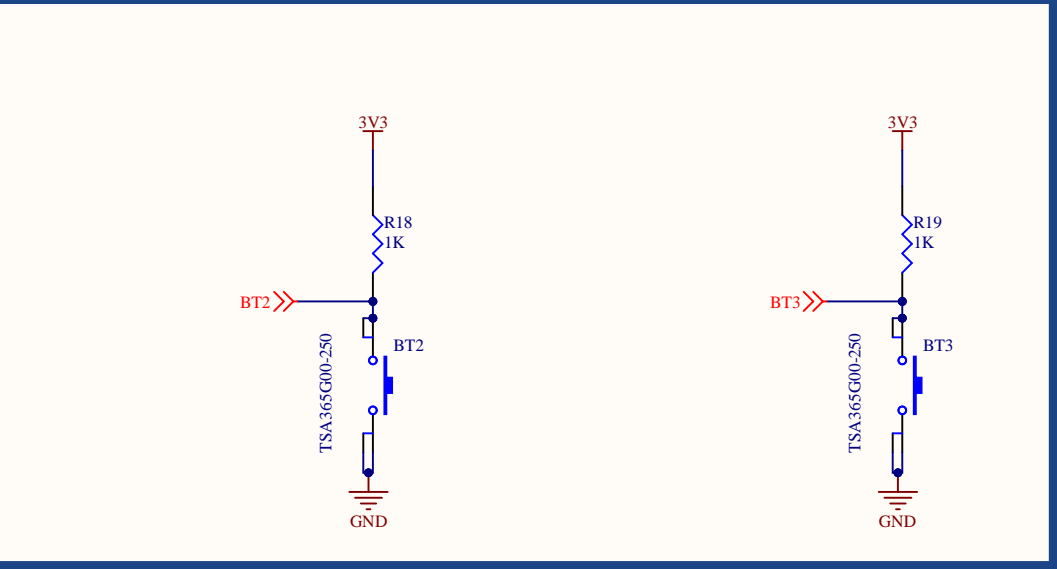 3V3
R18
1K
BT2
BT2
TSA365G00-250
GND
3V3
R19
1K
BT3
BT3
TSA365G00-250
GND